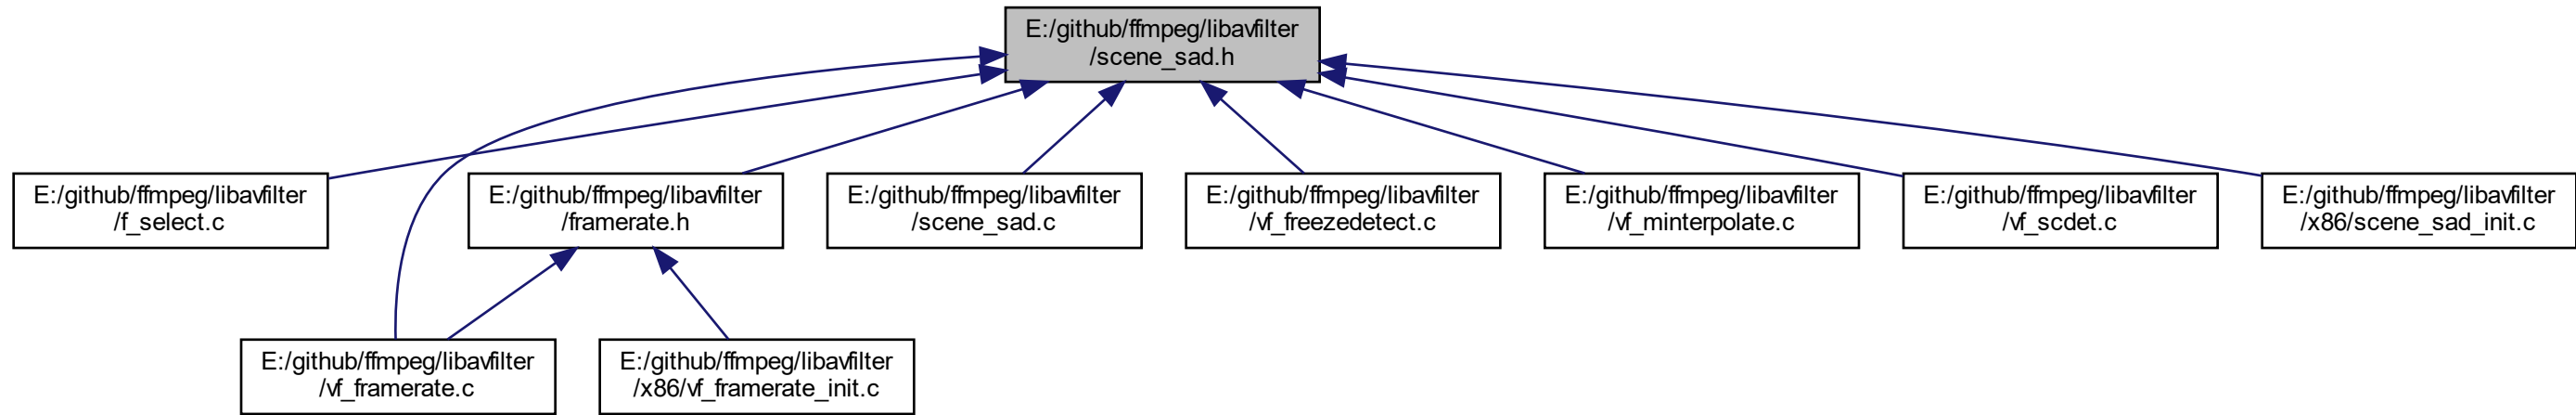 E:/github/ffmpeg/libavfilter
/scene_sad.h
E:/github/ffmpeg/libavfilter
/f_select.c
E:/github/ffmpeg/libavfilter
/framerate.h
E:/github/ffmpeg/libavfilter
/scene_sad.c
E:/github/ffmpeg/libavfilter
/vf_freezedetect.c
E:/github/ffmpeg/libavfilter
/vf_minterpolate.c
E:/github/ffmpeg/libavfilter
/vf_scdet.c
E:/github/ffmpeg/libavfilter
/x86/scene_sad_init.c
E:/github/ffmpeg/libavfilter
/vf_framerate.c
E:/github/ffmpeg/libavfilter
/x86/vf_framerate_init.c